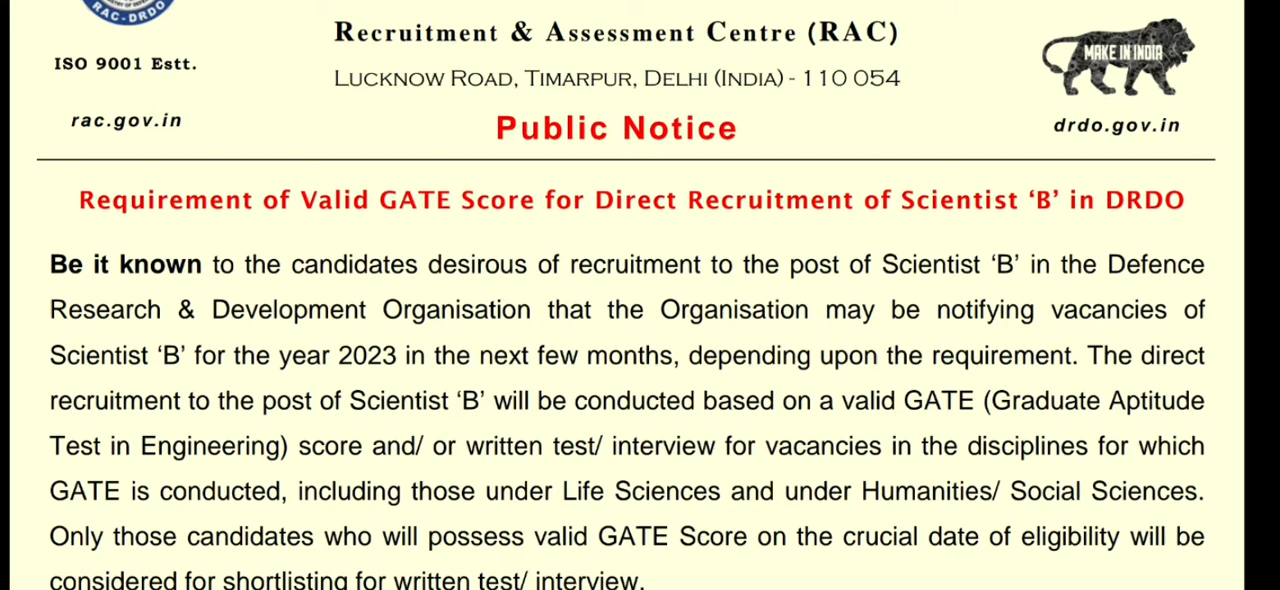 RAC-DRDO
Recruitment & Assessment Centre (RAC)
MAKE IN INDIA
ISO 9001 Estt.
Lucknow Road, Timarpur, Delhi (India) - 110 054
rac.gov.in
Public Notice
drdo.gov.in
Requirement of Valid GATE Score for Direct Recruitment of Scientist ‘B’ in DRDO
Be it known to the candidates desirous of recruitment to the post of Scientist ‘B’ in the Defence
Research & Development Organisation that the Organisation may be notifying vacancies of
Scientist ‘B’ for the year 2023 in the next few months, depending upon the requirement. The direct
recruitment to the post of Scientist ‘B’ will be conducted based on a valid GATE (Graduate Aptitude
Test in Engineering) score and/ or written test/ interview for vacancies in the disciplines for which
GATE is conducted, including those under Life Sciences and under Humanities/ Social Sciences.
Only those candidates who will possess valid GATE Score on the crucial date of eligibility will be
considered for shortlisting for written test/ interview.